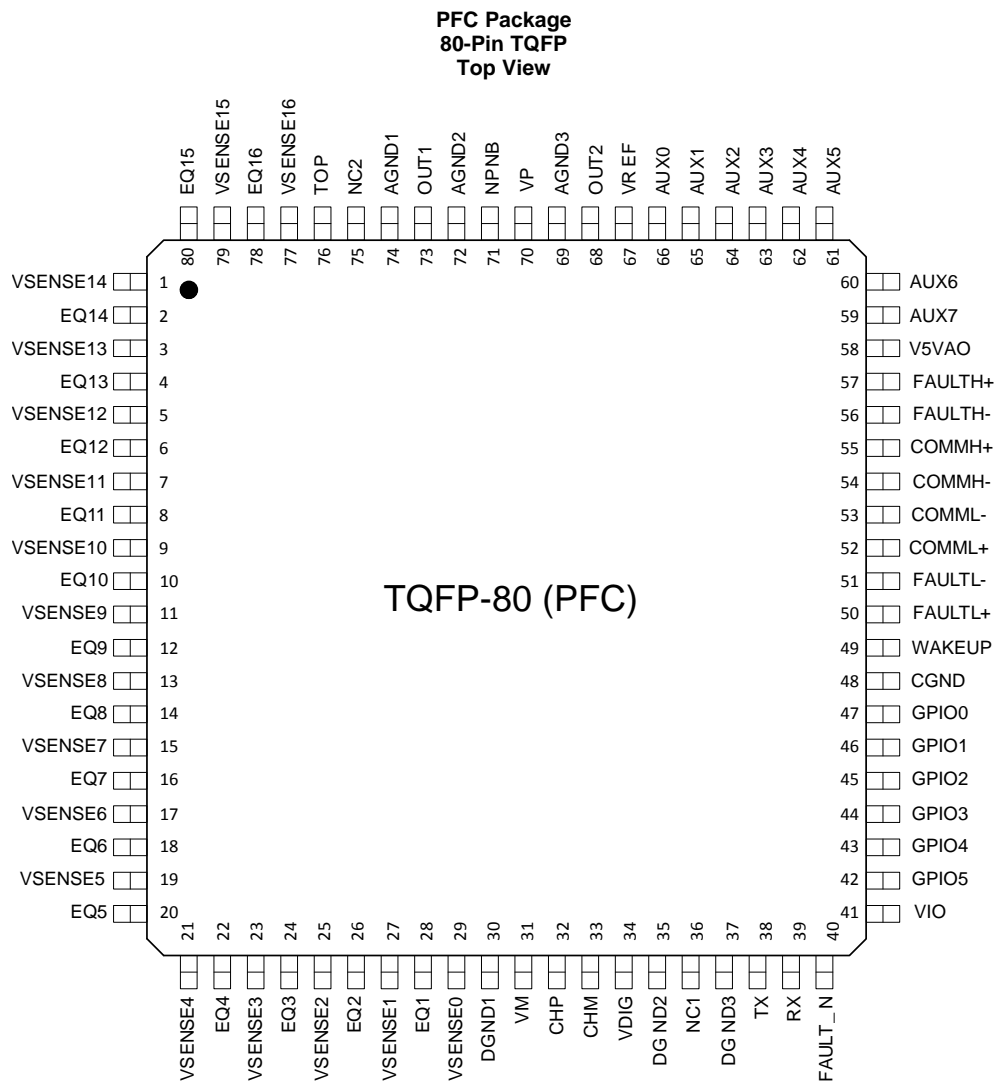 PFC Package
80-Pin TQFP
Top View
EQ15
VSENSE15
EQ16
VSENSE16
TOP
NC2
AGND1
OUT1
AGND2
NPNB
VP
AGND3
OUT2
VREF
AUX0
AUX1
AUX2
AUX3
AUX4
AUX5
80
79
78
77
76
75
74
73
72
71
70
69
68
67
66
65
64
63
62
61
VSENSE14 1
EQ14 2
VSENSE13 3
EQ13 4
VSENSE12 5
EQ12 6
VSENSE11 7
EQ11 8
VSENSE10 9
EQ10 10
VSENSE9 11
EQ9 12
VSENSE8 13
EQ8 14
VSENSE7 15
EQ7 16
VSENSE6 17
EQ6 18
VSENSE5 19
EQ5 20
TQFP-80 (PFC)
60 AUX6
59 AUX7
58 V5VAO
57 FAULTH+
56 FAULTH-
55 COMMH+
54 COMMH-
53 COMML-
52 COMML+
51 FAULTL-
50 FAULTL+
49 WAKEUP
48 CGND
47 GPIO0
46 GPIO1
45 GPIO2
44 GPIO3
43 GPIO4
42 GPIO5
41 VIO
21
22
23
24
25
26
27
28
29
30
31
32
33
34
35
36
37
38
39
40
VSENSE4
EQ4
VSENSE3
EQ3
VSENSE2
EQ2
VSENSE1
EQ1
VSENSE0
DGND1
VM
CHP
CHM
VDIG
DGND2
NC1
DGND3
TX
RX
FAULT_N